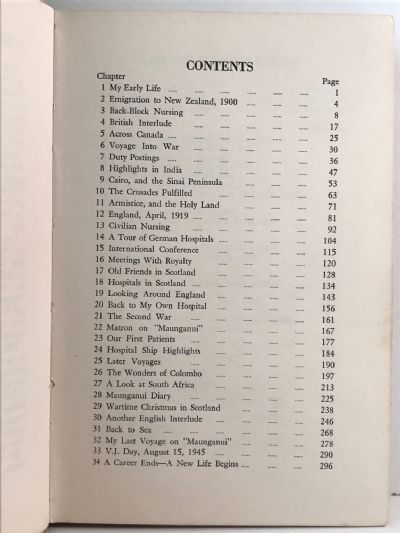 CONTENTS
Chapter Page
1 My Early Life .... .... .... .... 1
2 Emigration to New Zealand, 1900 .... .... .... 4
3 Back-Block Nursing .... .... .... .... 8
4 British Interlude .... .... .... .... 17
5 Across Canada .... .... .... .... .... 25
6 Voyage Into War .... .... .... .... 30
7 Duty Postings .... .... .... .... .... 36
8 Highlights in India .... .... .... .... 47
9 Cairo, and the Sinai Peninsula .... .... .... 53
10 The Crusades Fulfilled .... .... .... 63
11 Armistice, and the Holy Land .... .... .... 71
12 England, April, 1919 .... .... .... .... 81
13 Civilian Nursing .... .... .... .... 92
14 A Tour of German Hospitals .... .... .... .... 104
15 International Conference .... .... .... 115
16 Meetings With Royalty .... .... .... .... 120
17 Old Friends in Scotland .... .... .... 128
18 Hospitals in Scotland .... .... .... .... 134
19 Looking Around England .... .... .... .... 143
20 Back to My Own Hospital .... .... .... 156
21 The Second War .... .... .... .... 161
22 Matron on "Maunganui" .... .... .... .... 167
23 Our First Patients .... .... .... .... 177
24 Hospital Ship Highlights .... .... .... 184
25 Later Voyages .... .... .... .... 190
26 The Wonders of Colombo .... .... .... .... 197
27 A Look at South Africa .... .... .... 213
28 Maunganui Diary .... .... .... .... 225
29 Wartime Christmas in Scotland .... .... .... 238
30 Another English Interlude .... .... .... 246
31 Back to Sea .... .... .... .... .... 268
32 My Last Voyage on "Maunganui" .... .... .... 278
33 V.J. Day, August 15, 1945 .... .... .... .... 290
34 A Career Ends—A New Life Begins .... .... .... 296